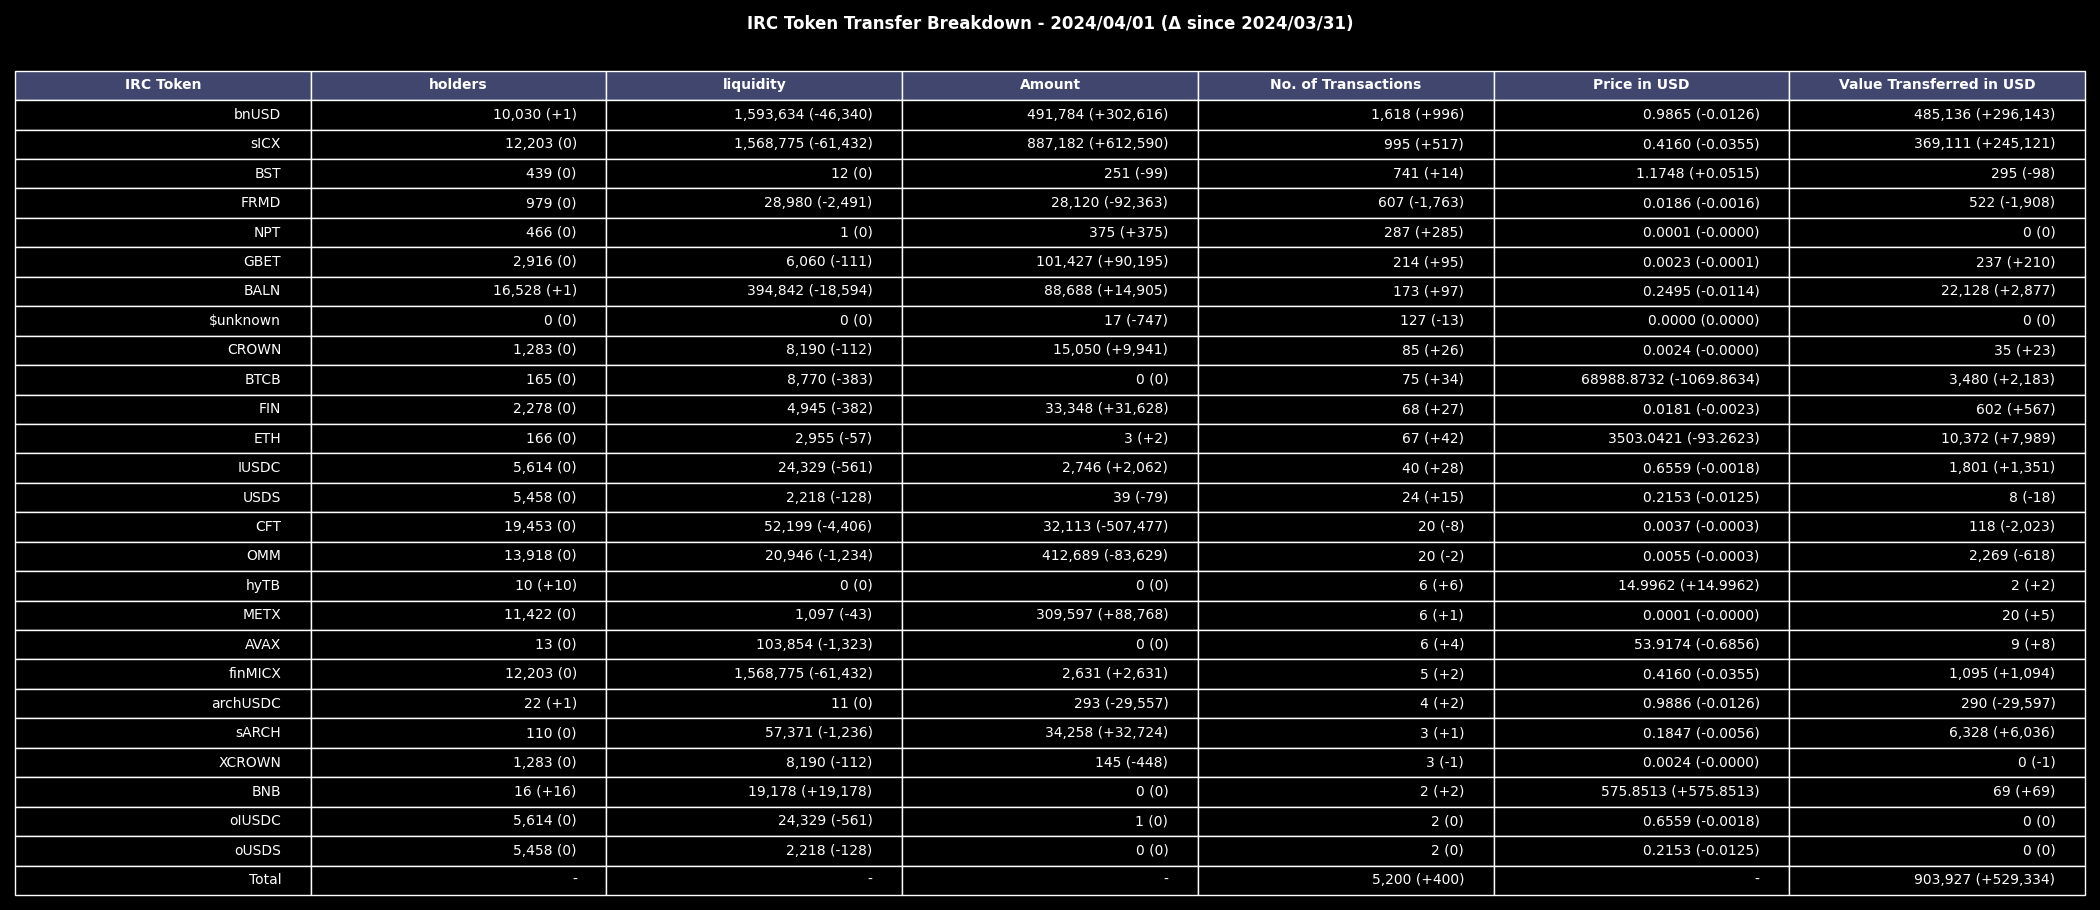 IRC Token Transfer Breakdown - 2024/04/01 (Δ since 2024/03/31)
IRC Token holders liquidity Amount No. of Transactions Price in USD Value Transferred in USD
bnUSD 10,030 (+1) 1,593,634 (-46,340) 491,784 (+302,616) 1,618 (+996) 0.9865 (-0.0126) 485,136 (+296,143)
sICX 12,203 (0) 1,568,775 (-61,432) 887,182 (+612,590) 995 (+517) 0.4160 (-0.0355) 369,111 (+245,121)
BST 439 (0) 12 (0) 251 (-99) 741 (+14) 1.1748 (+0.0515) 295 (-98)
FRMD 979 (0) 28,980 (-2,491) 28,120 (-92,363) 607 (-1,763) 0.0186 (-0.0016) 522 (-1,908)
NPT 466 (0) 1 (0) 375 (+375) 287 (+285) 0.0001 (-0.0000) 0 (0)
GBET 2,916 (0) 6,060 (-111) 101,427 (+90,195) 214 (+95) 0.0023 (-0.0001) 237 (+210)
BALN 16,528 (+1) 394,842 (-18,594) 88,688 (+14,905) 173 (+97) 0.2495 (-0.0114) 22,128 (+2,877)
$unknown 0 (0) 0 (0) 17 (-747) 127 (-13) 0.0000 (0.0000) 0 (0)
CROWN 1,283 (0) 8,190 (-112) 15,050 (+9,941) 85 (+26) 0.0024 (-0.0000) 35 (+23)
BTCB 165 (0) 8,770 (-383) 0 (0) 75 (+34) 68988.8732 (-1069.8634) 3,480 (+2,183)
FIN 2,278 (0) 4,945 (-382) 33,348 (+31,628) 68 (+27) 0.0181 (-0.0023) 602 (+567)
ETH 166 (0) 2,955 (-57) 3 (+2) 67 (+42) 3503.0421 (-93.2623) 10,372 (+7,989)
IUSDC 5,614 (0) 24,329 (-561) 2,746 (+2,062) 40 (+28) 0.6559 (-0.0018) 1,801 (+1,351)
USDS 5,458 (0) 2,218 (-128) 39 (-79) 24 (+15) 0.2153 (-0.0125) 8 (-18)
CFT 19,453 (0) 52,199 (-4,406) 32,113 (-507,477) 20 (-8) 0.0037 (-0.0003) 118 (-2,023)
OMM 13,918 (0) 20,946 (-1,234) 412,689 (-83,629) 20 (-2) 0.0055 (-0.0003) 2,269 (-618)
hyTB 10 (+10) 0 (0) 0 (0) 6 (+6) 14.9962 (+14.9962) 2 (+2)
METX 11,422 (0) 1,097 (-43) 309,597 (+88,768) 6 (+1) 0.0001 (-0.0000) 20 (+5)
AVAX 13 (0) 103,854 (-1,323) 0 (0) 6 (+4) 53.9174 (-0.6856) 9 (+8)
finMICX 12,203 (0) 1,568,775 (-61,432) 2,631 (+2,631) 5 (+2) 0.4160 (-0.0355) 1,095 (+1,094)
archUSDC 22 (+1) 11 (0) 293 (-29,557) 4 (+2) 0.9886 (-0.0126) 290 (-29,597)
sARCH 110 (0) 57,371 (-1,236) 34,258 (+32,724) 3 (+1) 0.1847 (-0.0056) 6,328 (+6,036)
XCROWN 1,283 (0) 8,190 (-112) 145 (-448) 3 (-1) 0.0024 (-0.0000) 0 (-1)
BNB 16 (+16) 19,178 (+19,178) 0 (0) 2 (+2) 575.8513 (+575.8513) 69 (+69)
oIUSDC 5,614 (0) 24,329 (-561) 1 (0) 2 (0) 0.6559 (-0.0018) 0 (0)
oUSDS 5,458 (0) 2,218 (-128) 0 (0) 2 (0) 0.2153 (-0.0125) 0 (0)
Total - - - 5,200 (+400) - 903,927 (+529,334)